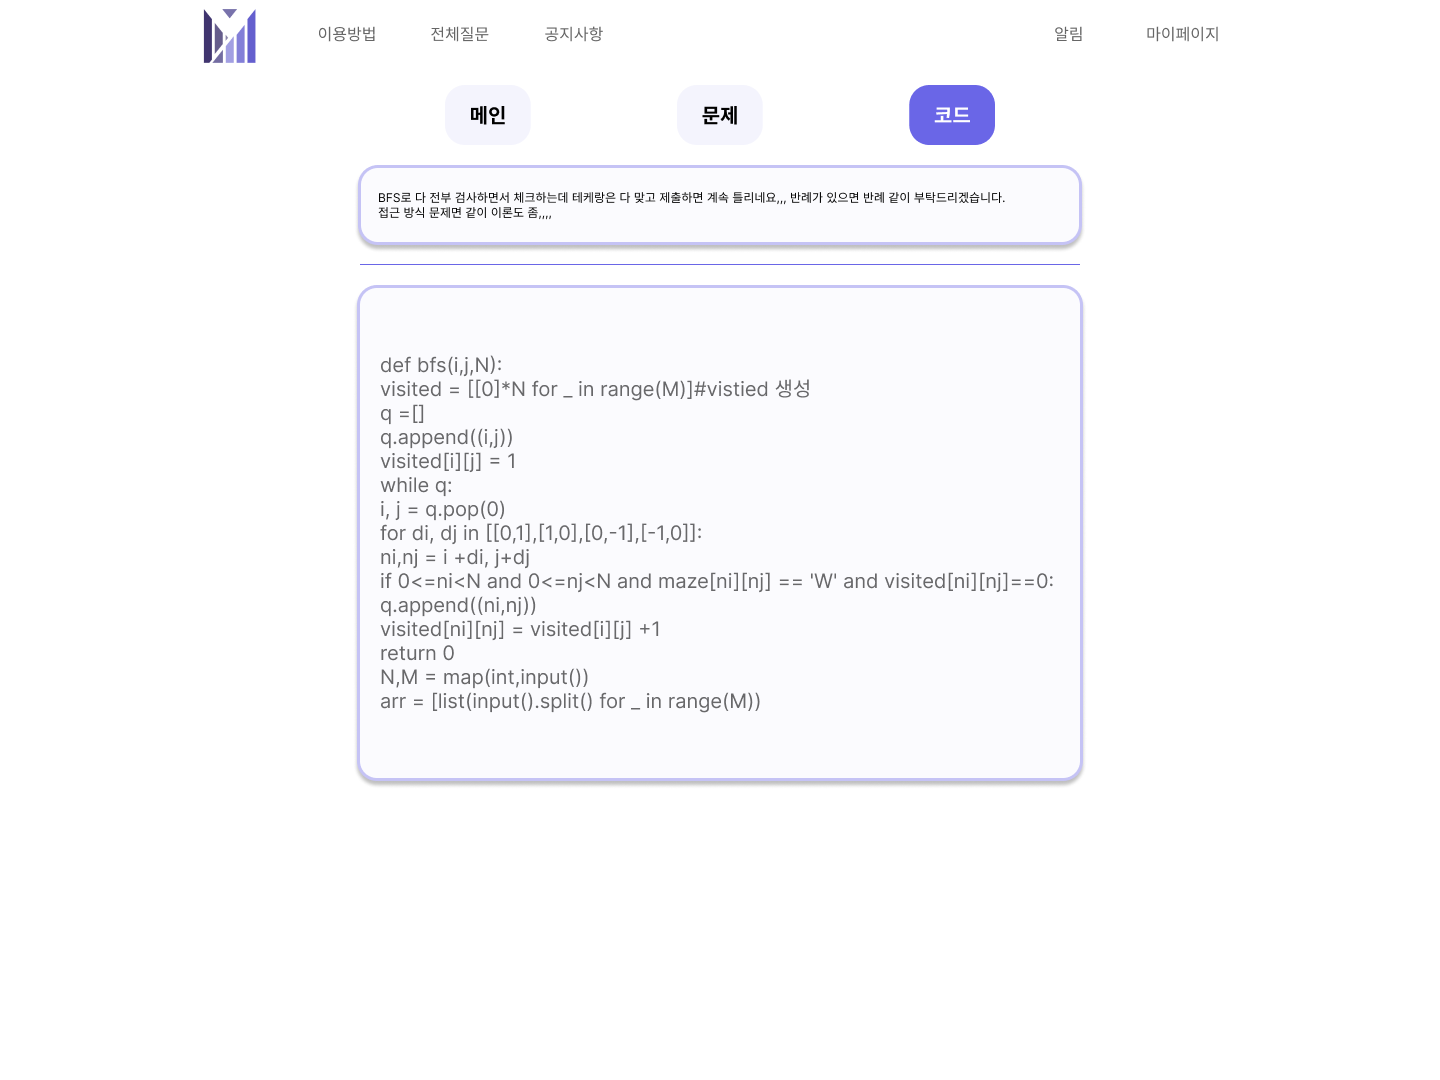 이용방법 전체질문 공지사항 알림 마이페이지
메인 문제 코드
BFS로 다 전부 검사하면서 체크하는데 테케랑은 다 맞고 제출하면 계속 틀리네요,,, 반례가 있으면 반례 같이 부탁드리겠습니다.
접근 방식 문제면 같이 이론도 좀,,,,
def bfs(i,j,N):
visited = [[0]*N for _ in range(M)]#vistied 생성
q =[]
q.append((i,j))
visited[i][j] = 1
while q:
i, j = q.pop(0)
for di, dj in [[0,1],[1,0],[0,-1],[-1,0]]:
ni,nj = i +di, j+dj
if 0<=ni<N and 0<=nj<N and maze[ni][nj] == 'W' and visited[ni][nj]==0:
q.append((ni,nj))
visited[ni][nj] = visited[i][j] +1
return 0
N,M = map(int,input())
arr = [list(input().split() for _ in range(M))